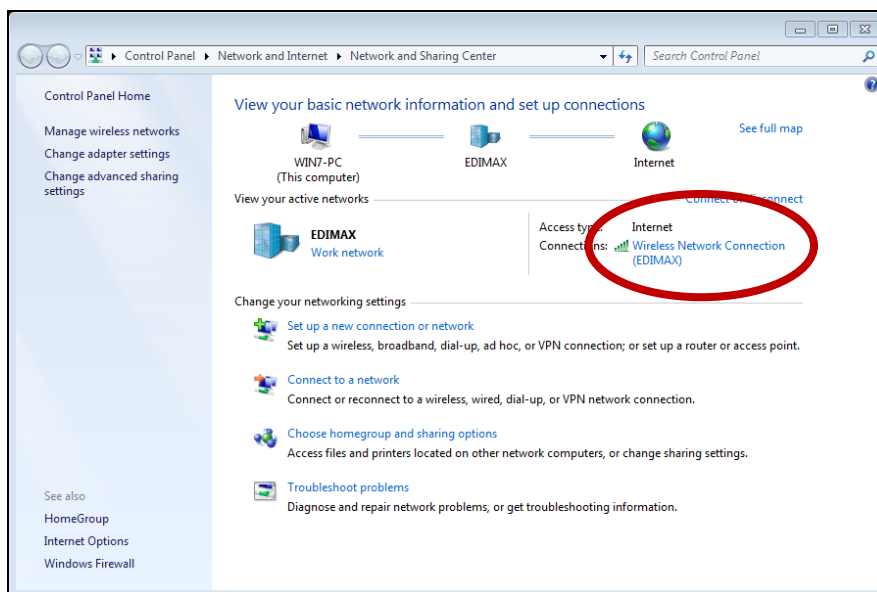 Control Panel Network and Internet Network and Sharing Center Search Control Panel
Control Panel Home
Manage wireless networks
Change adapter settings
Change advanced sharing
settings
See also
HomeGroup
Internet Options
Windows Firewall
View your basic network information and set up connections
See full map
WIN7-PC
(This computer)
EDIMAX
Internet
View your active networks
Connect or disconnect
EDIMAX
Work network
Access type: Internet
Connections: Wireless Network Connection
(EDIMAX)
Change your networking settings
Set up a new connection or network
Set up a wireless, broadband, dial-up, ad hoc, or VPN connection; or set up a router or access point.
Connect to a network
Connect or reconnect to a wireless, wired, dial-up, or VPN network connection.
Choose homegroup and sharing options
Access files and printers located on other network computers, or change sharing settings.
Troubleshoot problems
Diagnose and repair network problems, or get troubleshooting information.